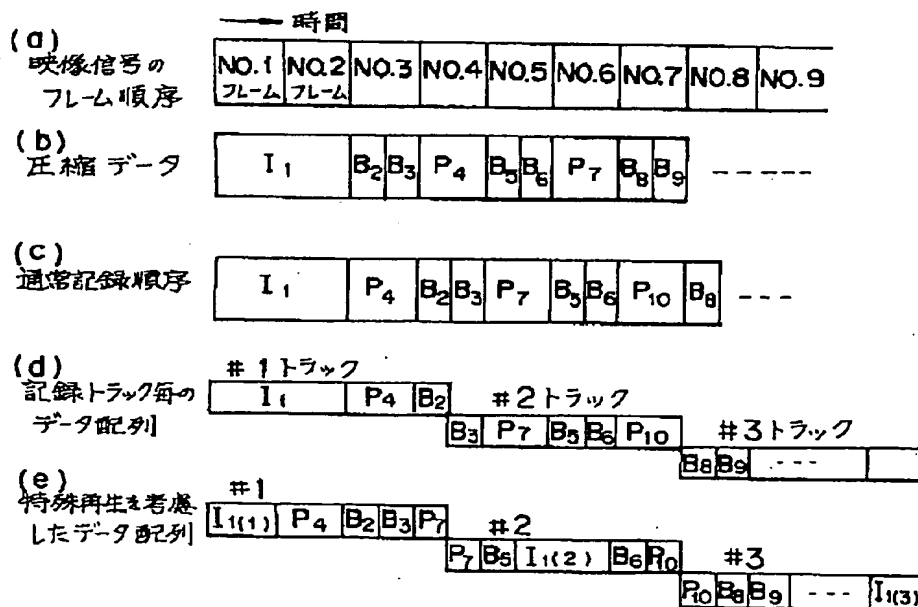 時間
(a)
映像信号の
フレーム順序
NO.1 NO.2 NO.3 NO.4 NO.5 NO.6 NO.7 NO.8 NO.9
フレーム フレーム
(b)
圧縮データ
I₁ B₂ B₃ P₄ B₅ B₆ P₇ B₈ B₉ -----
(c)
通常記録順序
I₁ P₄ B₂ B₃ P₇ B₅ B₆ P₁₀ B₈ ---
(d)
記録トラック毎の
データ配列
#1トラック
I₁ P₄ B₂
#2トラック
B₃ P₇ B₅ B₆ P₁₀
#3トラック
B₈ B₉ ---
(e)
特殊再生を考慮
したデータ配列
#1
I₁(1) P₄ B₂ B₃ P₇
#2
P₇ B₅ I₁(2) B₆ P₁₀
#3
P₁₀ B₈ B₉ --- I₁(3)